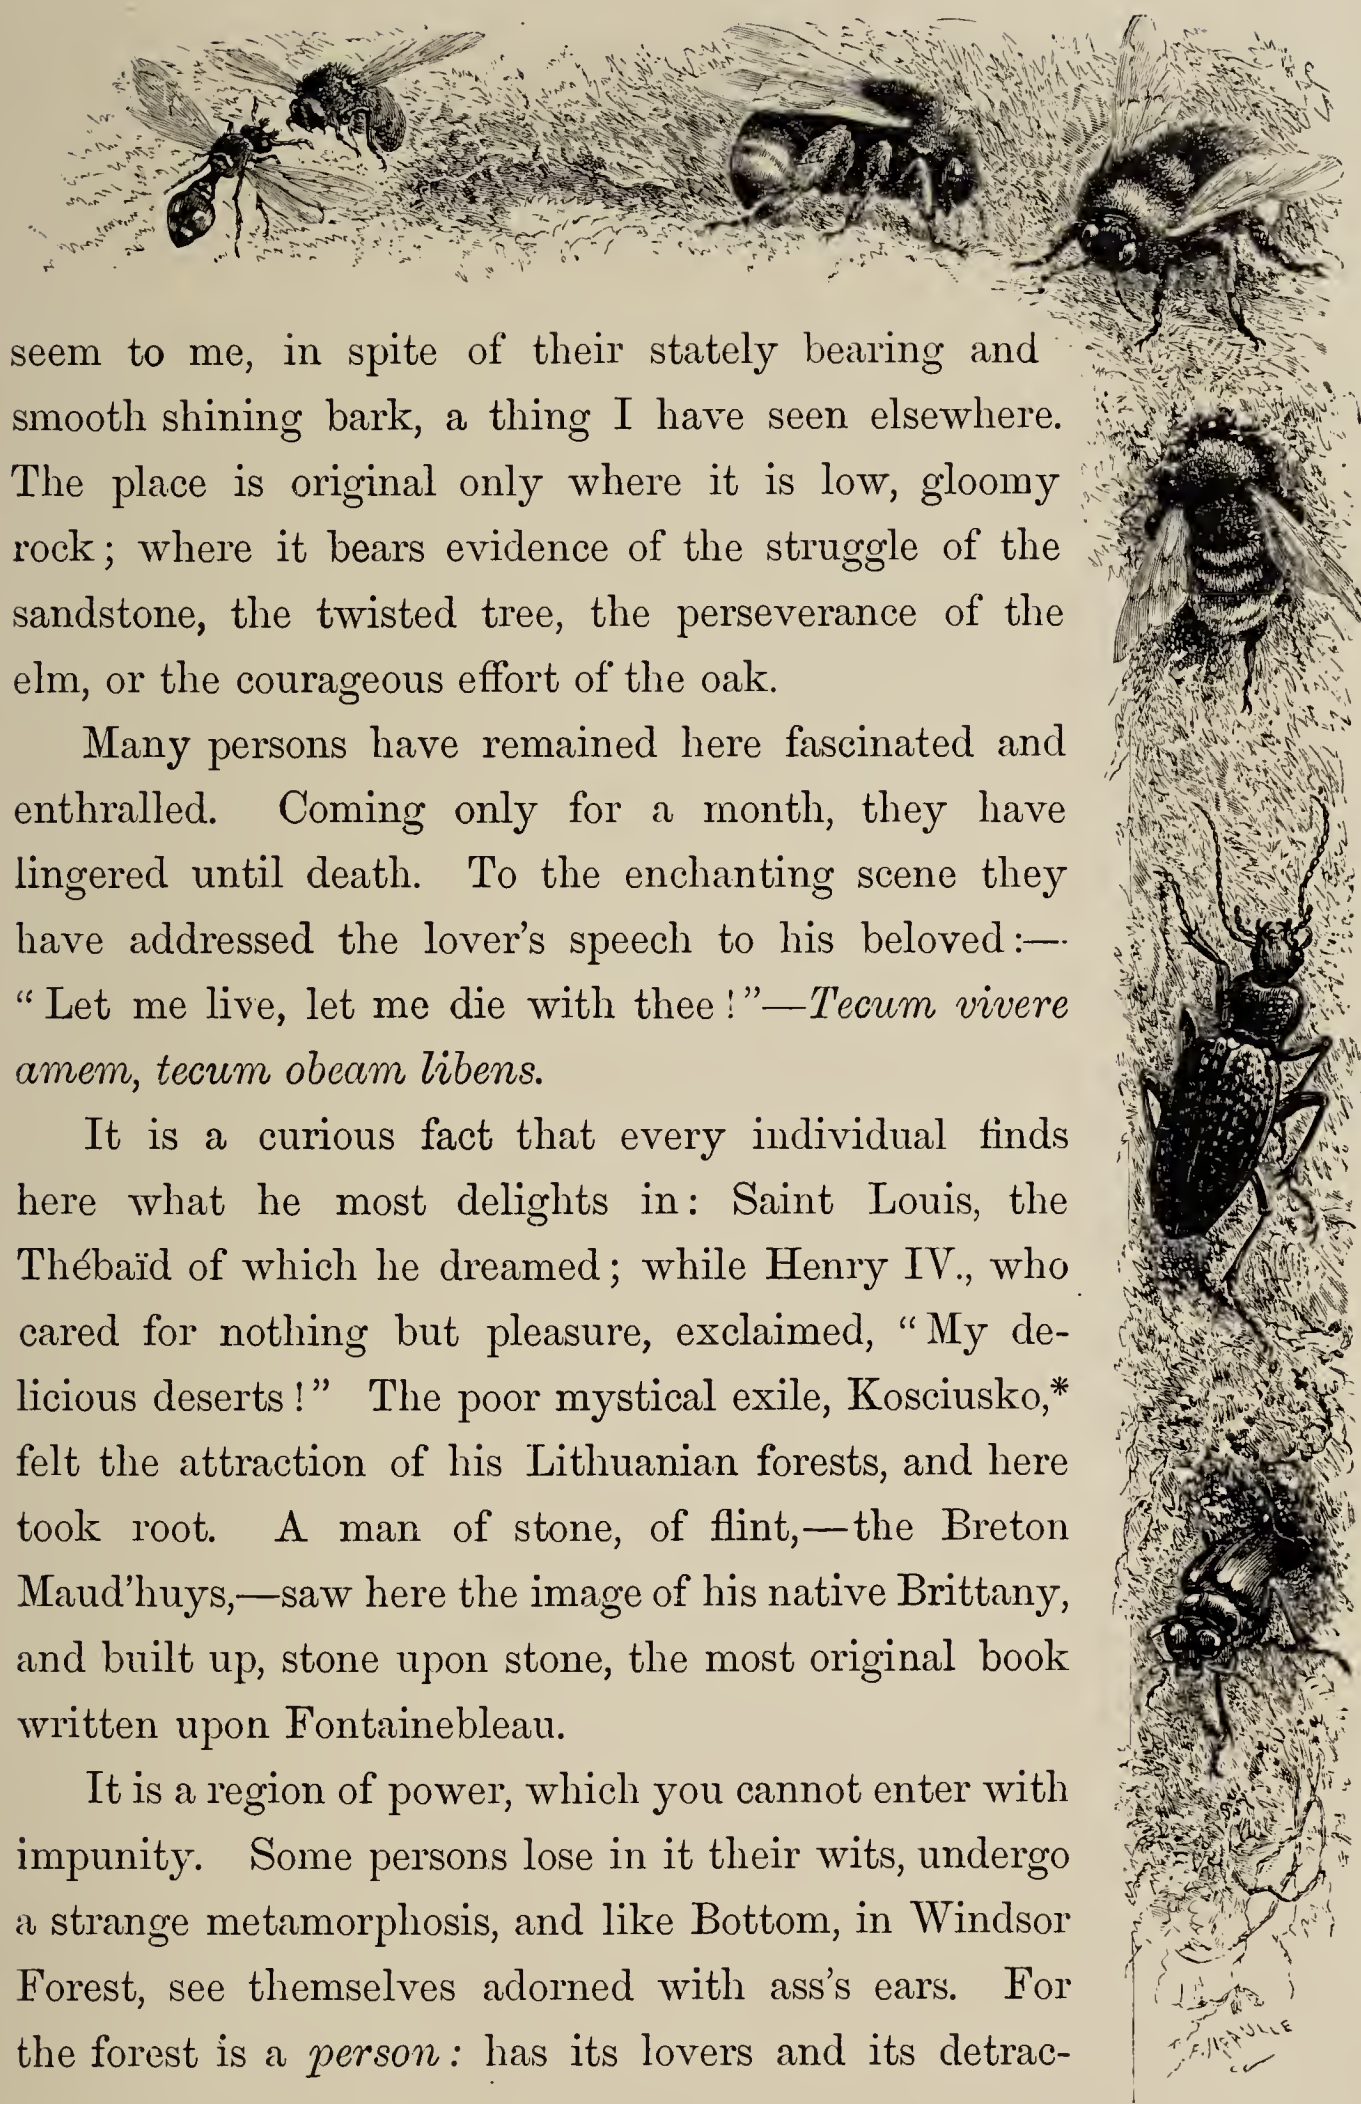 seem to me, in spite of their stately bearing and
smooth shining bark, a thing I have seen elsewhere.
The place is original only where it is low, gloomy
rock; where it bears evidence of the struggle of the
sandstone, the twisted tree, the perseverance of the
elm, or the courageous effort of the oak.
Many persons have remained here fascinated and
enthralled. Coming only for a month, they have
lingered until death. To the enchanting scene they
have addressed the lover's speech to his beloved:—
"Let me live, let me die with thee!"—Tecum vivere
amem, tecum obeam libens.
It is a curious fact that every individual finds
here what he most delights in: Saint Louis, the
Thébaïd of which he dreamed; while Henry IV., who
cared for nothing but pleasure, exclaimed, "My de-
licious deserts!" The poor mystical exile, Kosciusko,*
felt the attraction of his Lithuanian forests, and here
took root. A man of stone, of flint,—the Breton
Maud'huys,—saw here the image of his native Brittany,
and built up, stone upon stone, the most original book
written upon Fontainebleau.
It is a region of power, which you cannot enter with
impunity. Some persons lose in it their wits, undergo
a strange metamorphosis, and like Bottom, in Windsor
Forest, see themselves adorned with ass's ears. For
the forest is a person: has its lovers and its detrac-
F. MÉAULLE